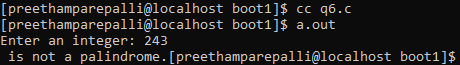 [preethamparepalli@localhost boot1]$ cc q6.c
[preethamparepalli@localhost boot1]$ a.out
Enter an integer: 243
 is not a palindrome.[preethamparepalli@localhost boot1]$